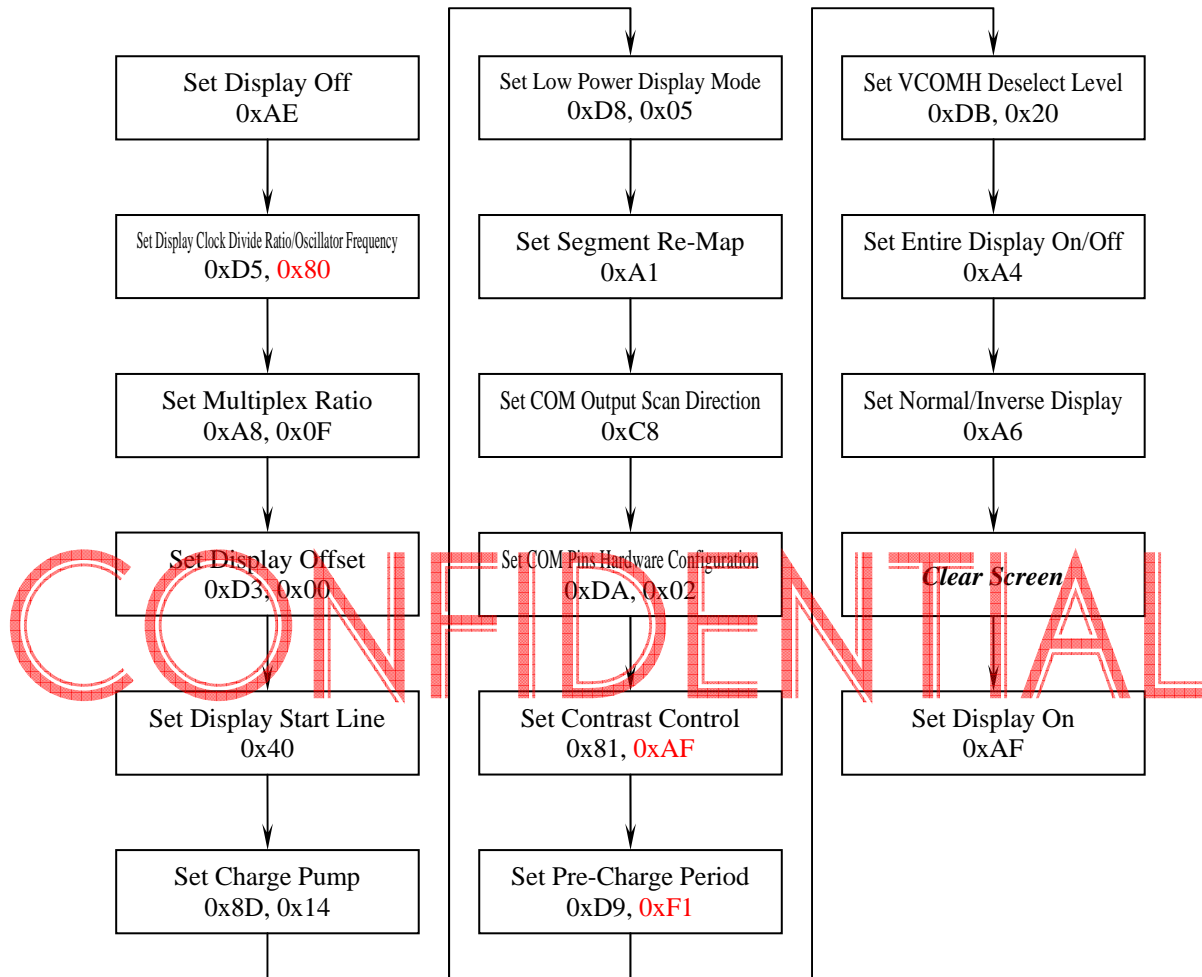 Set Display Off
0xAE
Set Display Clock Divide Ratio/Oscillator Frequency
0xD5, 0x80
Set Multiplex Ratio
0xA8, 0x0F
Set Display Offset
0xD3, 0x00
Set Display Start Line
0x40
Set Charge Pump
0x8D, 0x14
Set Low Power Display Mode
0xD8, 0x05
Set Segment Re-Map
0xA1
Set COM Output Scan Direction
0xC8
Set COM Pins Hardware Configuration
0xDA, 0x02
Set Contrast Control
0x81, 0xAF
Set Pre-Charge Period
0xD9, 0xF1
Set VCOMH Deselect Level
0xDB, 0x20
Set Entire Display On/Off
0xA4
Set Normal/Inverse Display
0xA6
Clear Screen
Set Display On
0xAF
CONFIDENTIAL